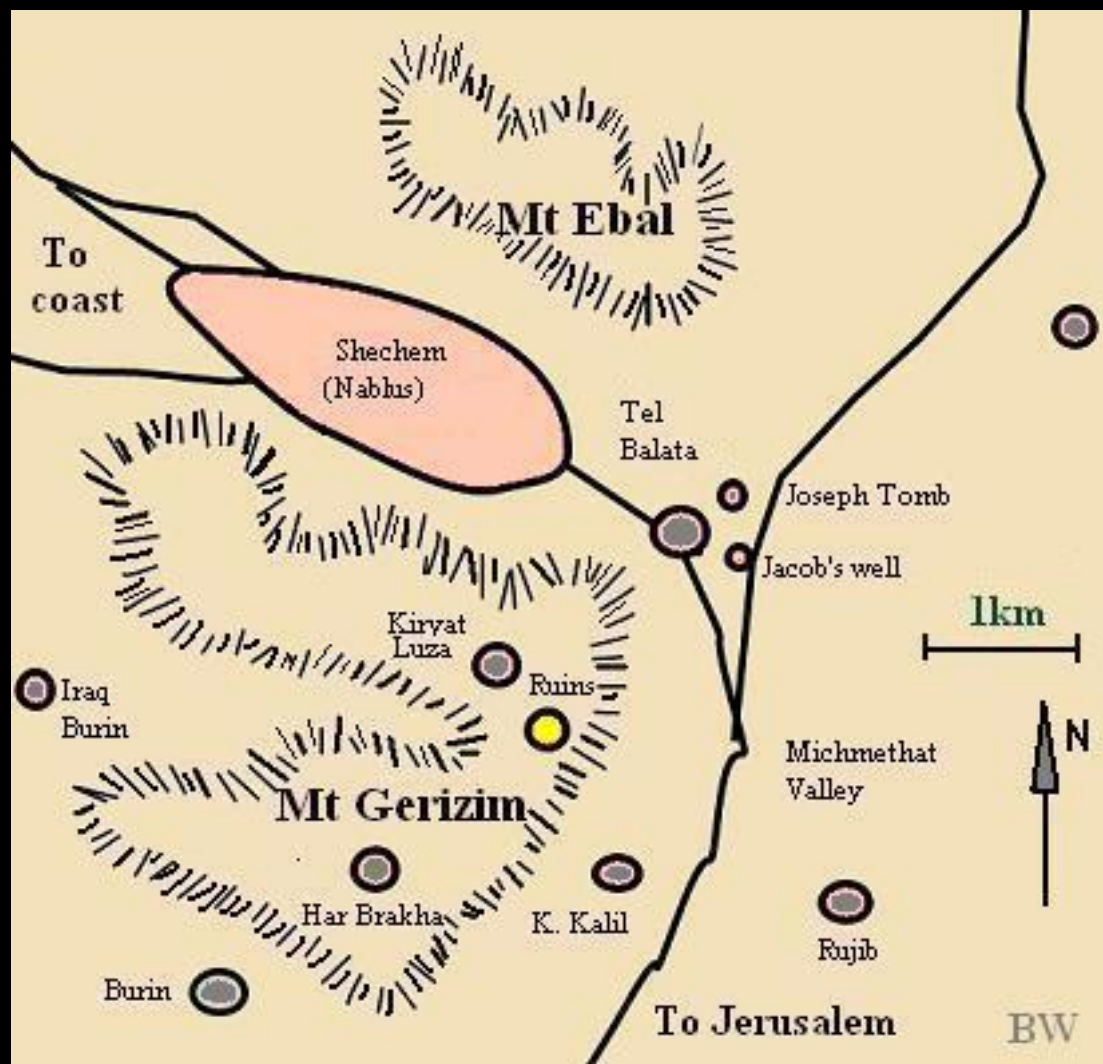 Mt Ebal
To
coast
Shechem
(Nablus)
Tel
Balata
Joseph Tomb
Jacob's well
1km
Kiryat
Luza
Ruins
Iraq
Burin
N
Michmethat
Valley
Mt Gerizim
Har Brakha
K. Kalil
Rujib
Burin
To Jerusalem
BW